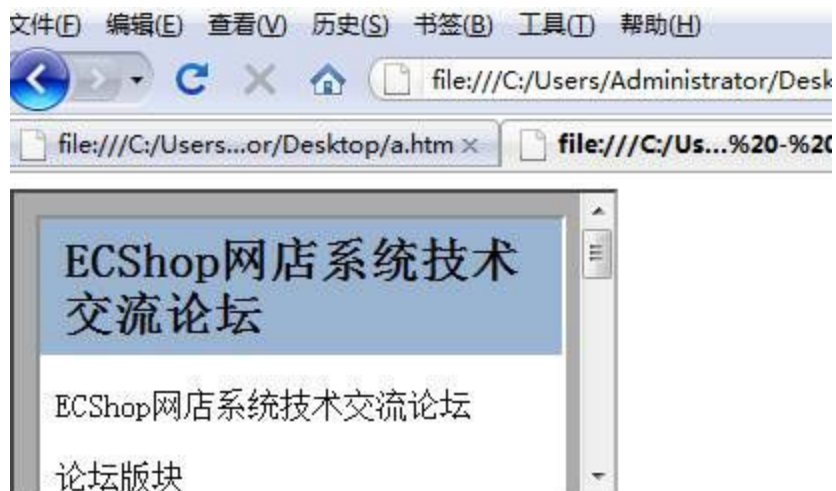 文件(F) 编辑(E) 查看(V) 历史(S) 书签(B) 工具(T) 帮助(H)
file:///C:/Users/Administrator/Desk
file:///C:/Users...or/Desktop/a.htm × file:///C:/Us...%20-%20
ECShop网店系统技术
交流论坛
ECShop网店系统技术交流论坛
论坛版块